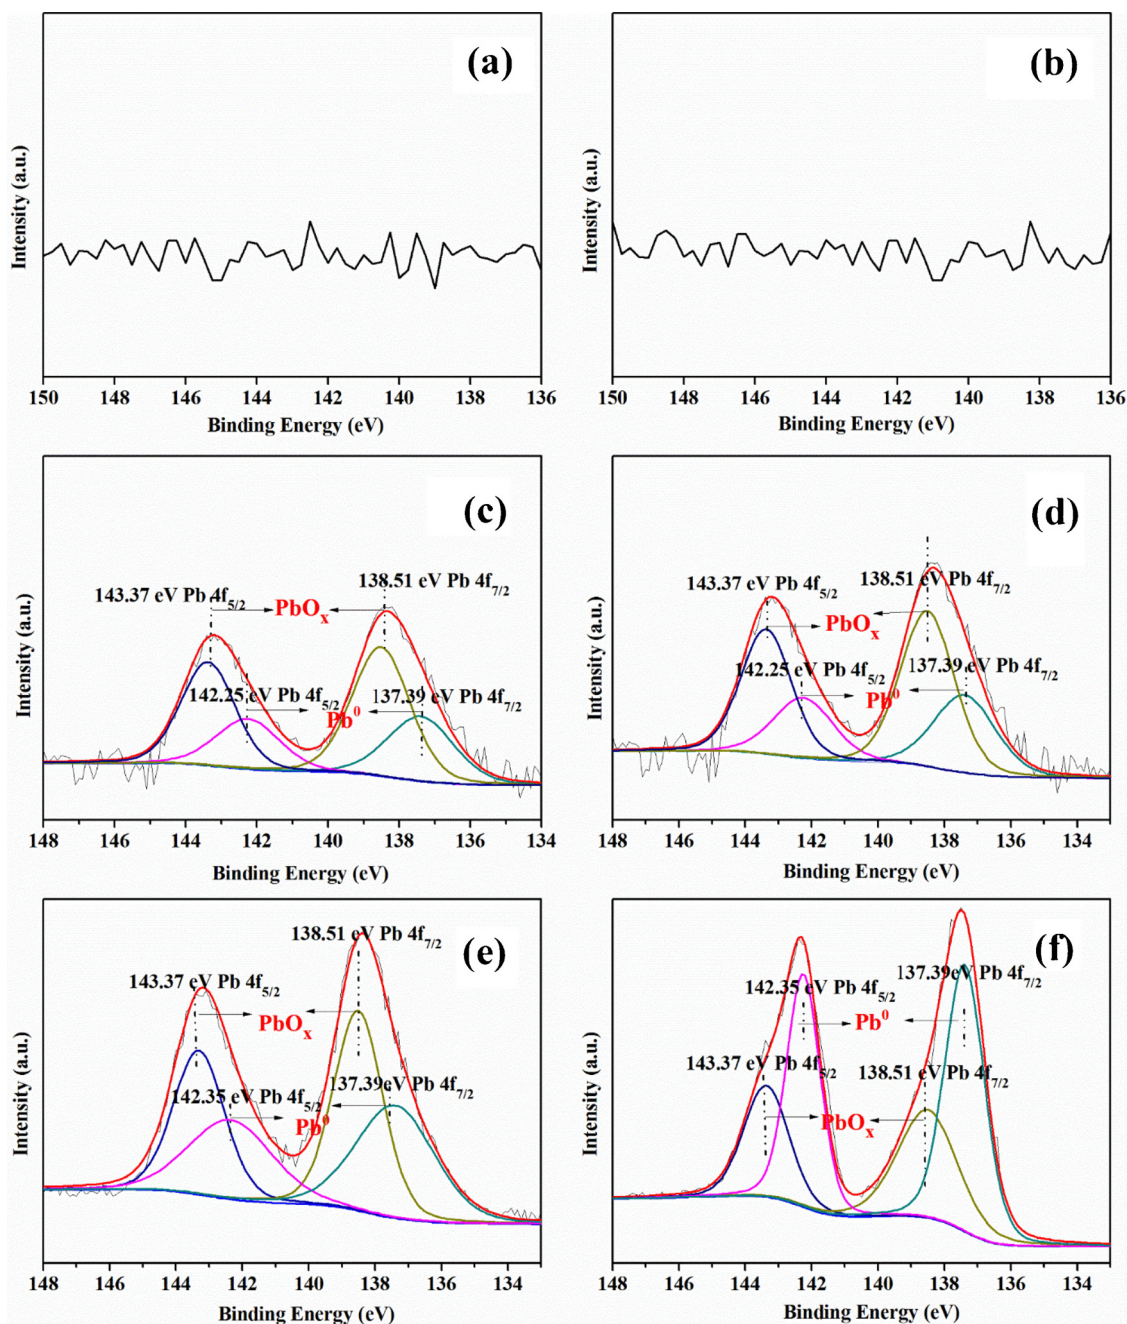 (a)
Intensity (a.u.)
150 148 146 144 142 140 138 136
Binding Energy (eV)
(b)
Intensity (a.u.)
150 148 146 144 142 140 138 136
Binding Energy (eV)
(c)
138.51 eV Pb 4f7/2
143.37 eV Pb 4f5/2
PbOx
142.25 eV Pb 4f5/2
137.39 eV Pb 4f7/2
Pb0
Intensity (a.u.)
148 146 144 142 140 138 136 134
Binding Energy (eV)
(d)
143.37 eV Pb 4f5/2
138.51 eV Pb 4f7/2
PbOx
142.25 eV Pb 4f5/2
137.39 eV Pb 4f7/2
Pb0
Intensity (a.u.)
148 146 144 142 140 138 136 134
Binding Energy (eV)
(e)
138.51 eV Pb 4f7/2
143.37 eV Pb 4f5/2
PbOx
142.35 eV Pb 4f5/2
137.39eV Pb 4f7/2
Pb0
Intensity (a.u.)
148 146 144 142 140 138 136 134
Binding Energy (eV)
(f)
137.39eV Pb 4f7/2
142.35 eV Pb 4f5/2
Pb0
143.37 eV Pb 4f5/2
138.51 eV Pb 4f7/2
PbOx
Intensity (a.u.)
148 146 144 142 140 138 136 134
Binding Energy (eV)